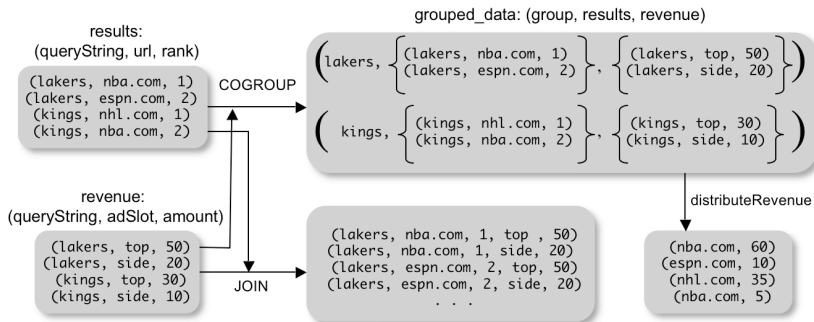 results:
(queryString, url, rank)
(lakers, nba.com, 1)
(lakers, espn.com, 2)
(kings, nhl.com, 1)
(kings, nba.com, 2)
COGROUP
grouped_data: (group, results, revenue)
(lakers, {(lakers, nba.com, 1) (lakers, espn.com, 2)}, {(lakers, top, 50) (lakers, side, 20)})
(kings, {(kings, nhl.com, 1) (kings, nba.com, 2)}, {(kings, top, 30) (kings, side, 10)})
revenue:
(queryString, adSlot, amount)
(lakers, top, 50)
(lakers, side, 20)
(kings, top, 30)
(kings, side, 10)
JOIN
(lakers, nba.com, 1, top , 50)
(lakers, nba.com, 1, side, 20)
(lakers, espn.com, 2, top, 50)
(lakers, espn.com, 2, side, 20)
. . .
distributeRevenue
(nba.com, 60)
(espn.com, 10)
(nhl.com, 35)
(nba.com, 5)